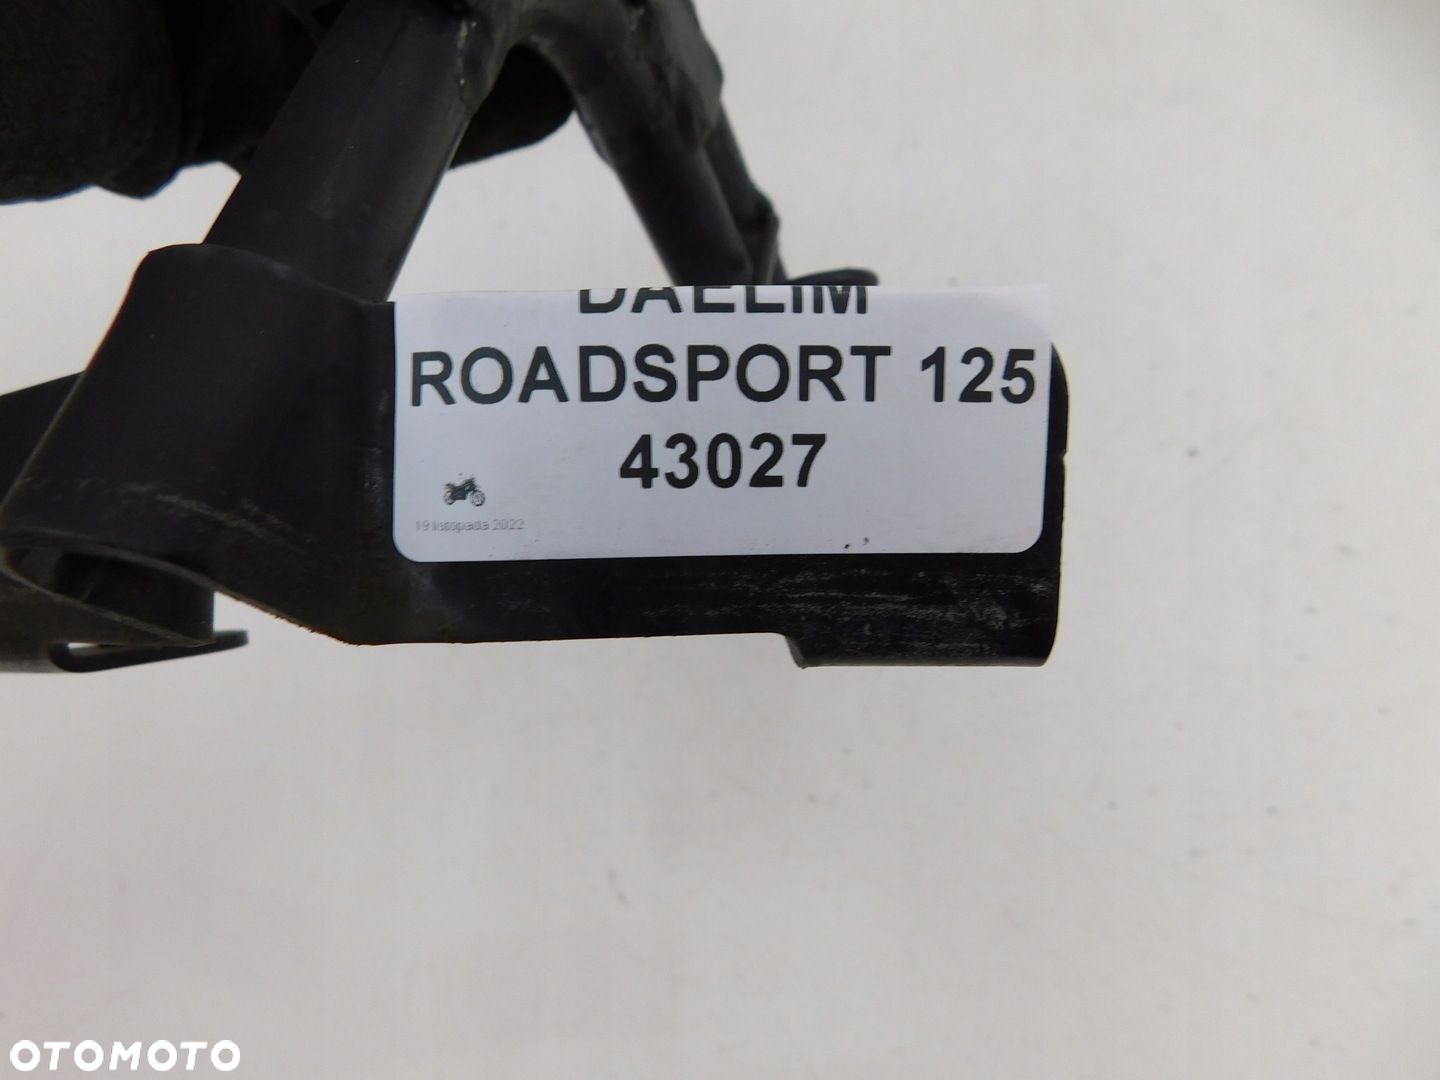 DAELIM
ROADSPORT 125
43027
19 listopada 2022
OTOMOTO